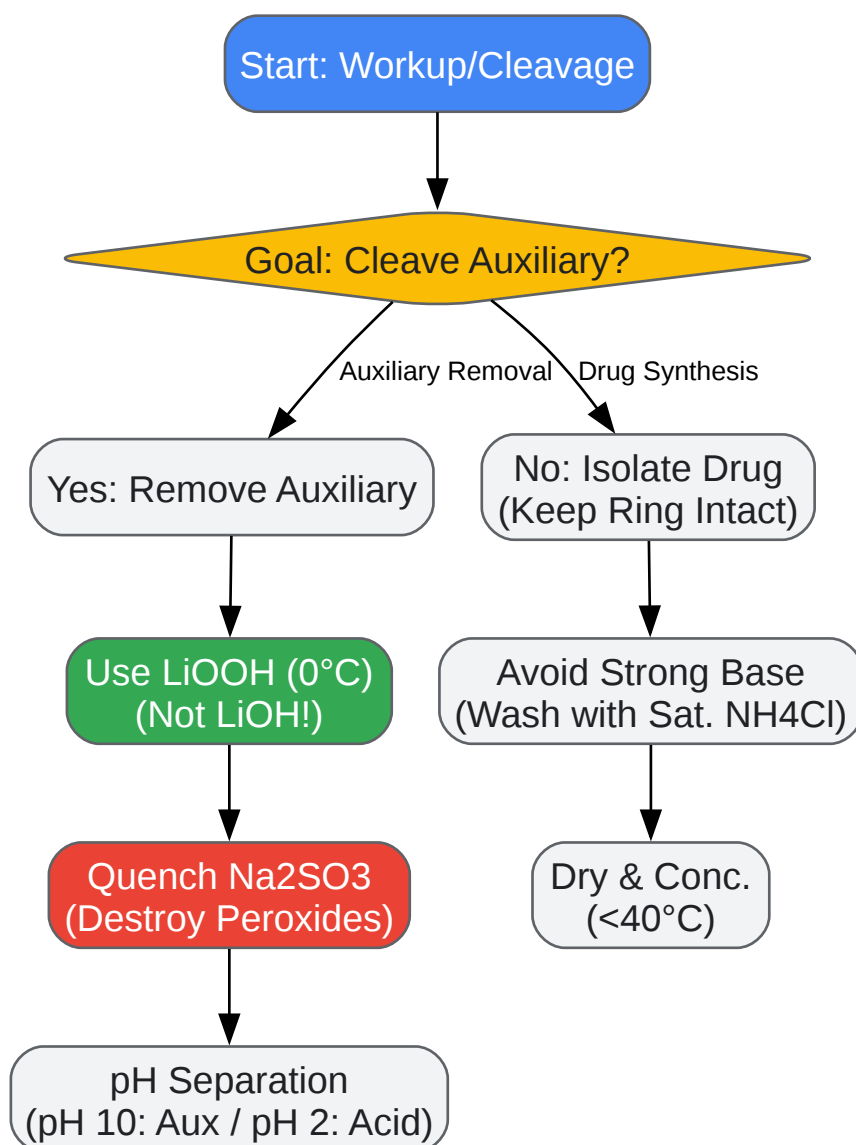 Start: Workup/Cleavage
Goal: Cleave Auxiliary?
Auxiliary Removal
Drug Synthesis
Yes: Remove Auxiliary
No: Isolate Drug
(Keep Ring Intact)
Use LiOOH (0°C)
(Not LiOH!)
Avoid Strong Base
(Wash with Sat. NH4Cl)
Quench Na2SO3
(Destroy Peroxides)
Dry & Conc.
(<40°C)
pH Separation
(pH 10: Aux / pH 2: Acid)